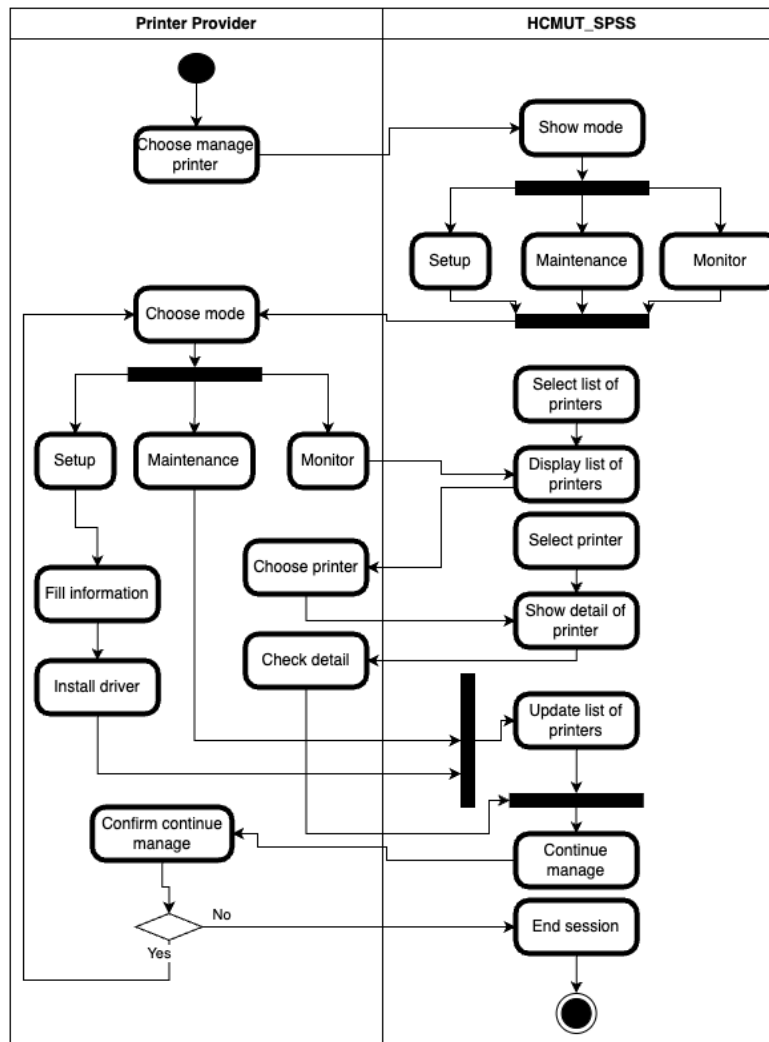 Printer Provider
HCMUT_SPSS
Choose manage
printer
Show mode
Setup
Maintenance
Monitor
Choose mode
Select list of
printers
Setup
Maintenance
Monitor
Display list of
printers
Select printer
Choose printer
Fill information
Show detail of
printer
Check detail
Install driver
Update list of
printers
Confirm continue
manage
Continue
manage
No
End session
Yes